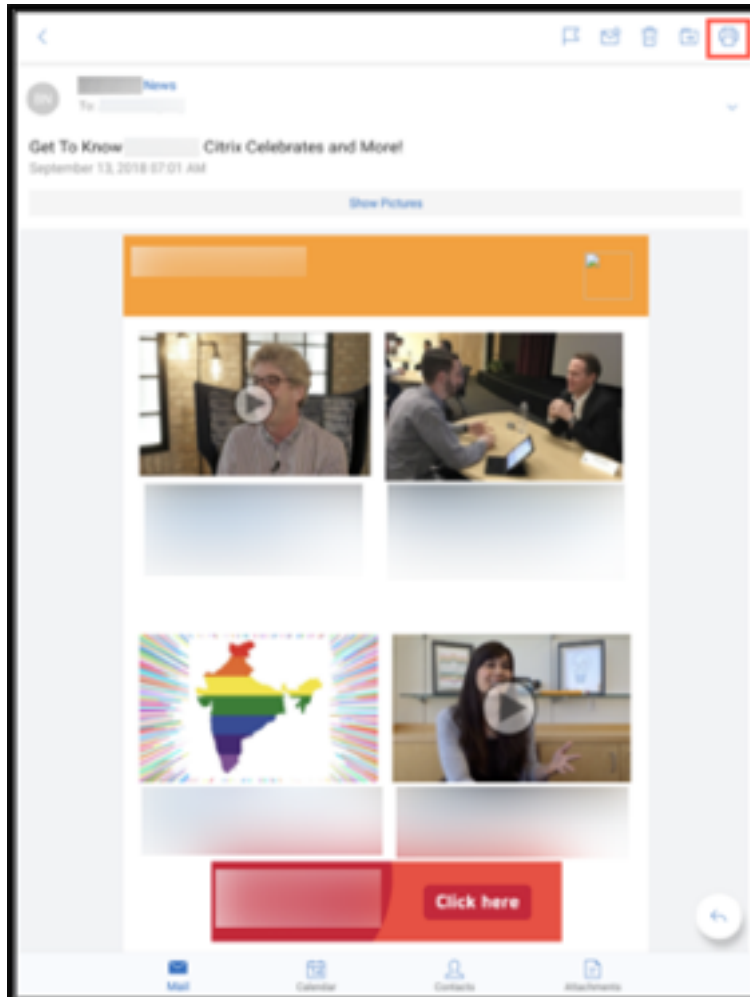 News
To:
Get To Know Citrix Celebrates and More!
September 13, 2018 07:01 AM
Show Pictures
Click here
Mail
Calendar
Contacts
Attachments